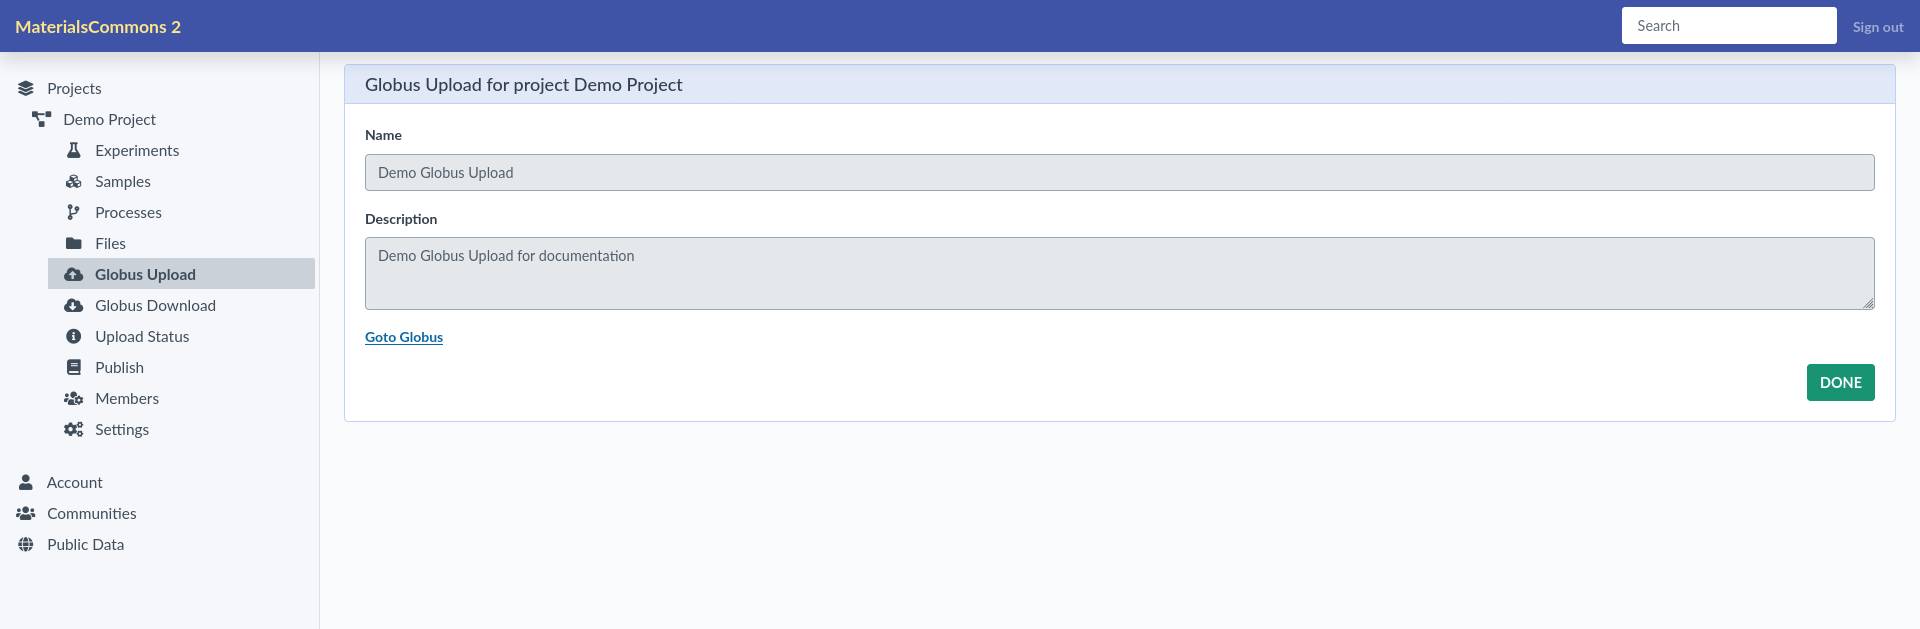 MaterialsCommons 2
Search
Sign out
Projects
Demo Project
Experiments
Samples
Processes
Files
Globus Upload
Globus Download
Upload Status
Publish
Members
Settings
Account
Communities
Public Data
Globus Upload for project Demo Project
Name
Demo Globus Upload
Description
Demo Globus Upload for documentation
Goto Globus
DONE